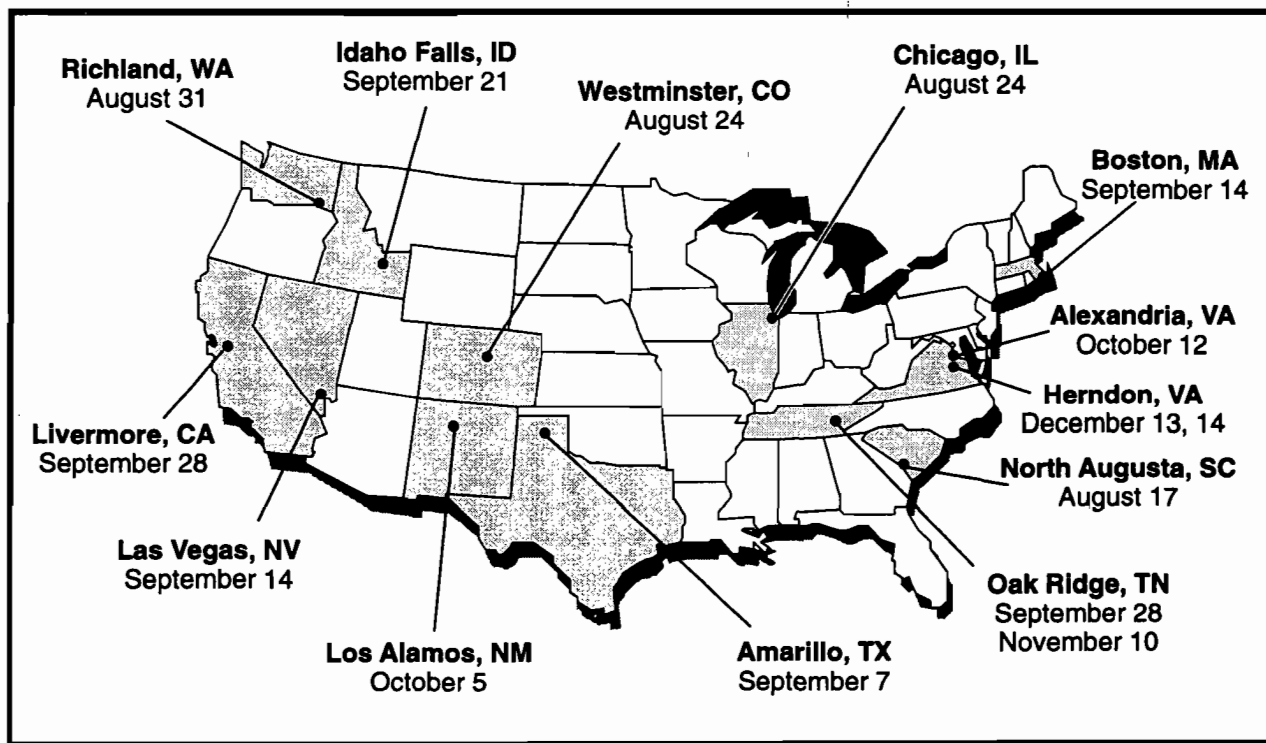 Richland, WA
August 31
Idaho Falls, ID
September 21
Westminster, CO
August 24
Chicago, IL
August 24
Boston, MA
September 14
Alexandria, VA
October 12
Herndon, VA
December 13, 14
North Augusta, SC
August 17
Livermore, CA
September 28
Las Vegas, NV
September 14
Los Alamos, NM
October 5
Amarillo, TX
September 7
Oak Ridge, TN
September 28
November 10